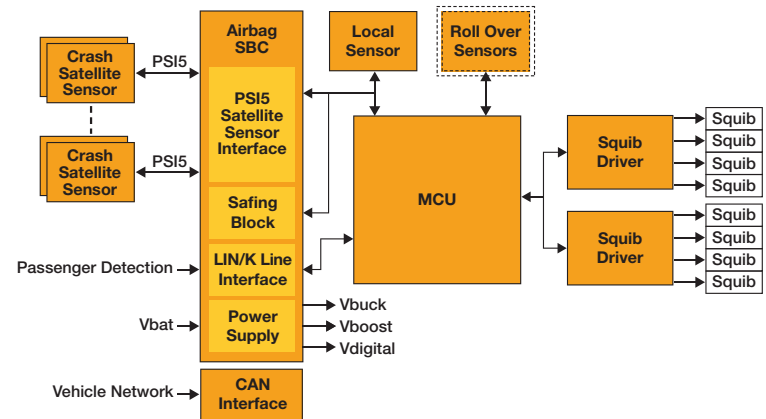 Crash
Satellite
Sensor
PSI5
Crash
Satellite
Sensor
PSI5
Passenger Detection
Vbat
Vehicle Network
Airbag
SBC
PSI5
Satellite
Sensor
Interface
Safing
Block
LIN/K Line
Interface
Power
Supply
CAN
Interface
Vbuck
Vboost
Vdigital
Local
Sensor
Roll Over
Sensors
MCU
Squib
Driver
Squib
Squib
Squib
Squib
Squib
Driver
Squib
Squib
Squib
Squib